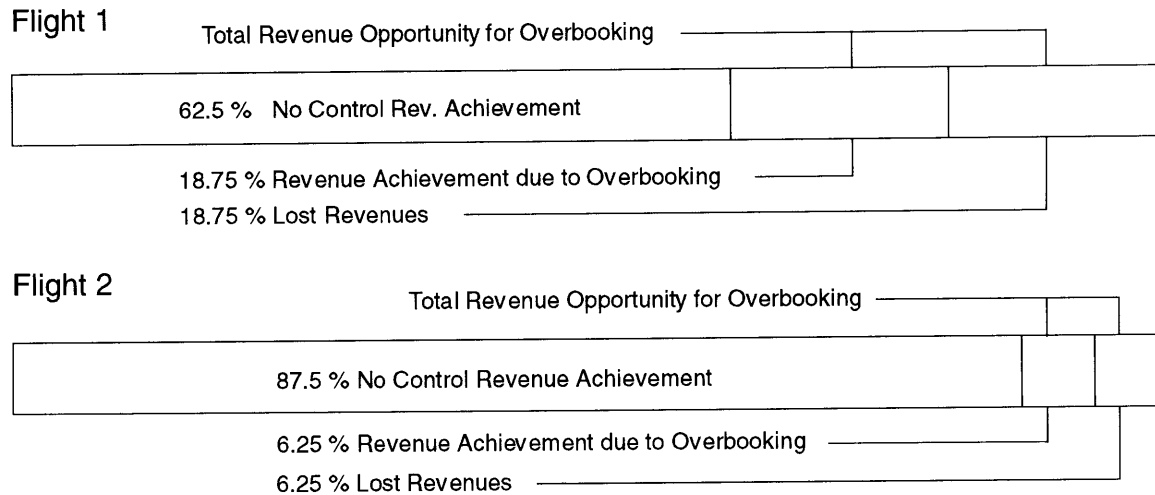 Flight 1
Total Revenue Opportunity for Overbooking
62.5 % No Control Rev. Achievement
18.75 % Revenue Achievement due to Overbooking
18.75 % Lost Revenues
Flight 2
Total Revenue Opportunity for Overbooking
87.5 % No Control Revenue Achievement
6.25 % Revenue Achievement due to Overbooking
6.25 % Lost Revenues